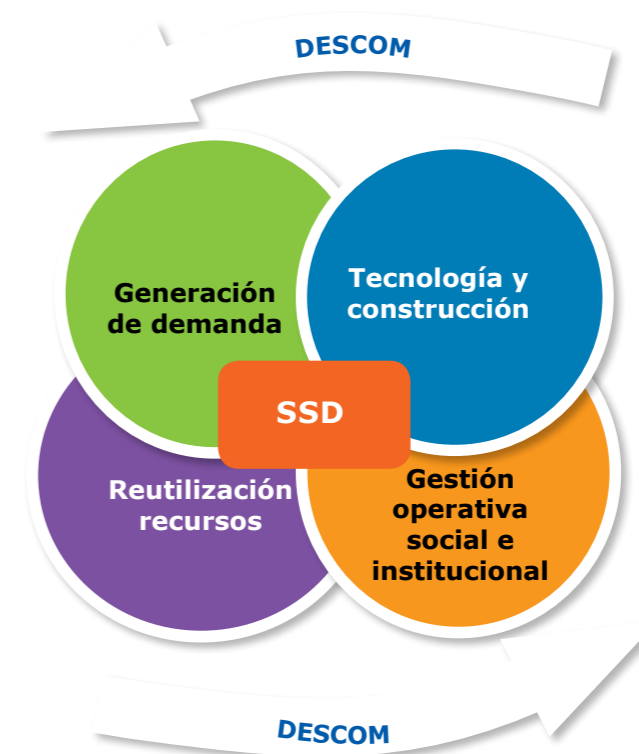 DESCOM
Generación
de demanda
Tecnología y
construcción
SSD
Reutilización
recursos
Gestión
operativa
social e
institucional
DESCOM